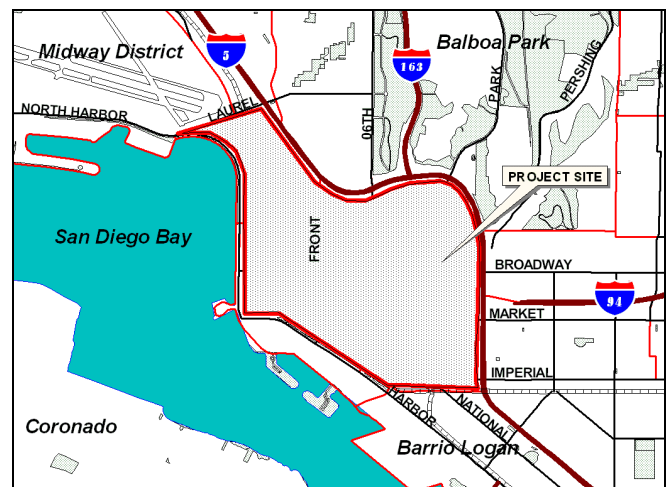 Midway District
5
Balboa Park
163
PERSHING
PARK
LAUREL
NORTH HARBOR
06TH
PROJECT SITE
San Diego Bay
FRONT
BROADWAY
94
MARKET
IMPERIAL
HARBOR
NATIONAL
Coronado
Barrio Logan